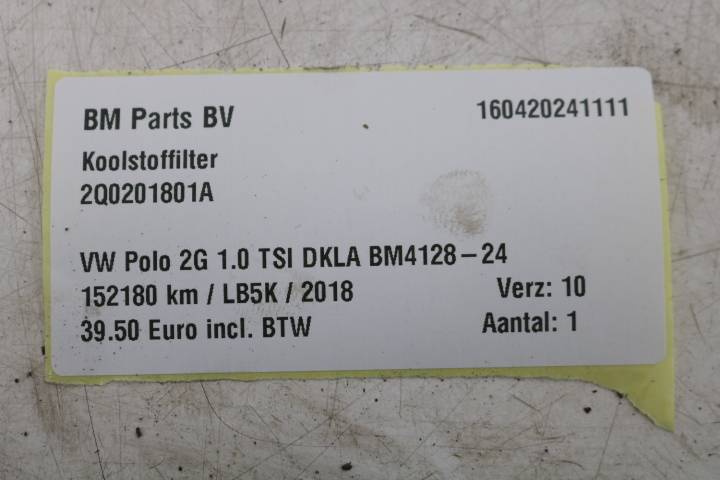 BM Parts BV 160420241111
Koolstoffilter
2Q0201801A
VW Polo 2G 1.0 TSI DKLA BM4128-24
152180 km / LB5K / 2018 Verz: 10
39.50 Euro incl. BTW Aantal: 1